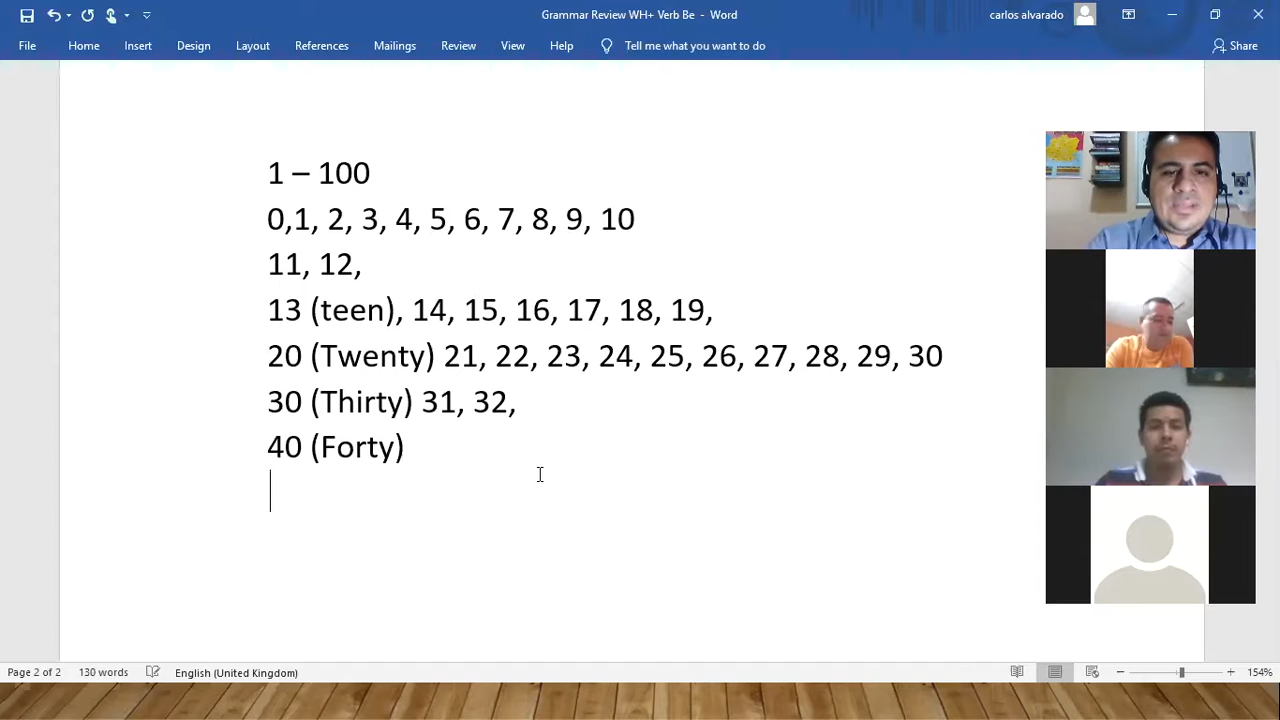 Grammar Review WH+ Verb Be - Word
carlos alvarado
File Home Insert Design Layout References Mailings Review View Help Tell me what you want to do Share
1 – 100
0,1, 2, 3, 4, 5, 6, 7, 8, 9, 10
11, 12,
13 (teen), 14, 15, 16, 17, 18, 19,
20 (Twenty) 21, 22, 23, 24, 25, 26, 27, 28, 29, 30
30 (Thirty) 31, 32,
40 (Forty)
Page 2 of 2 130 words English (United Kingdom) 154%